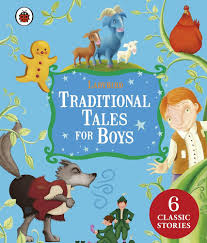 Ladybird
TRADITIONAL
TALES FOR BOYS
6
CLASSIC
STORIES